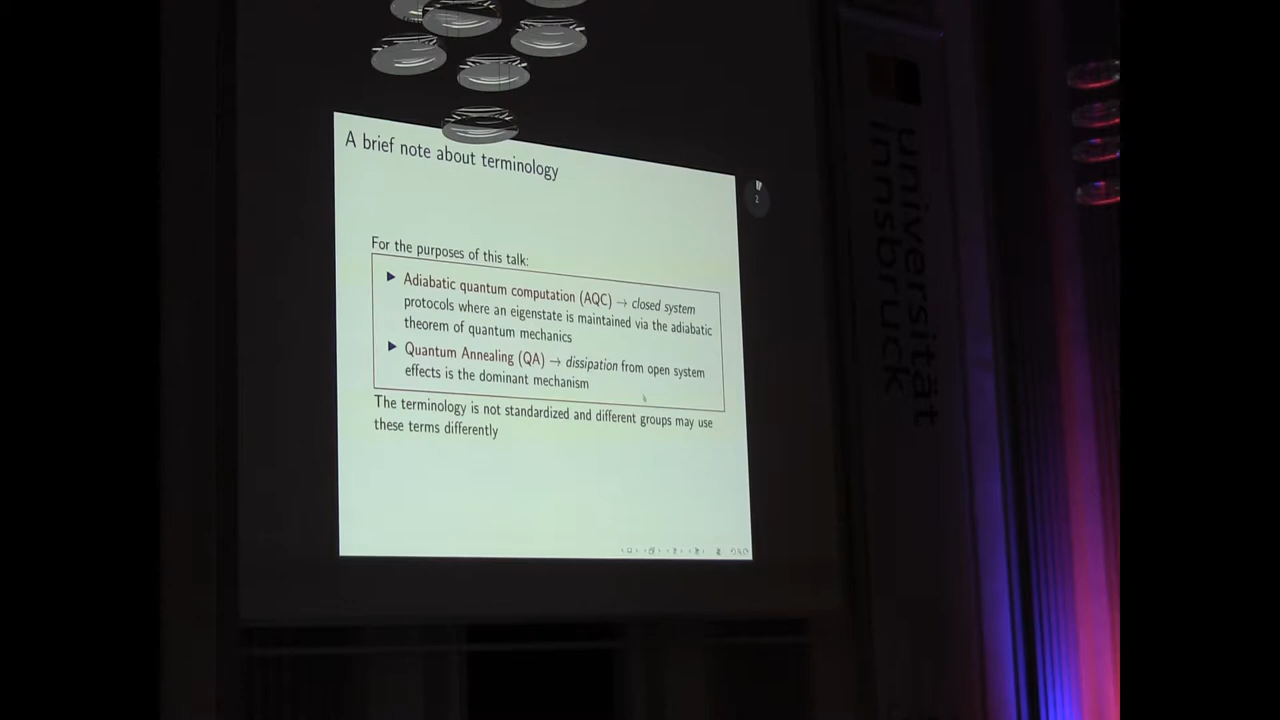 A brief note about terminology
2
For the purposes of this talk:
▶ Adiabatic quantum computation (AQC) → closed system
protocols where an eigenstate is maintained via the adiabatic
theorem of quantum mechanics
▶ Quantum Annealing (QA) → dissipation from open system
effects is the dominant mechanism
The terminology is not standardized and different groups may use
these terms differently
universität
innsbruck